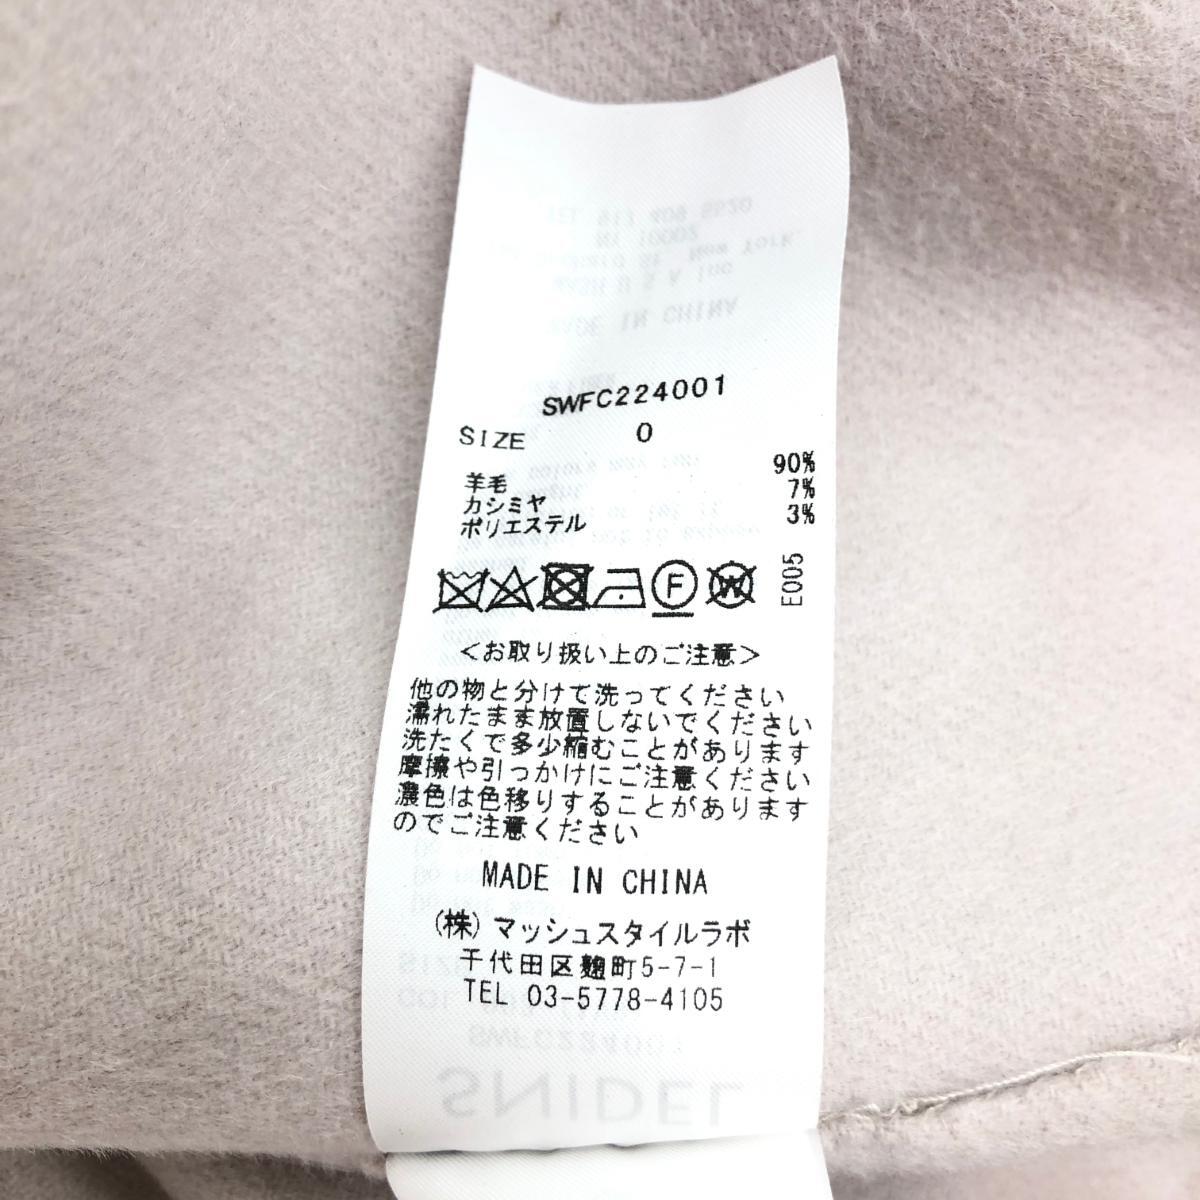 SWFC224001
SIZE 0
羊毛 90%
カシミヤ 7%
ポリエステル 3%
F W E005
<お取り扱い上のご注意>
他の物と分けて洗ってください
濡れたまま放置しないでください
洗たくで多少縮むことがあります
摩擦や引っかけにご注意ください
濃色は色移りすることがあります
のでご注意ください
MADE IN CHINA
(株)マッシュスタイルラボ
千代田区麹町5-7-1
TEL 03-5778-4105
SWFC224001
SNIDEL